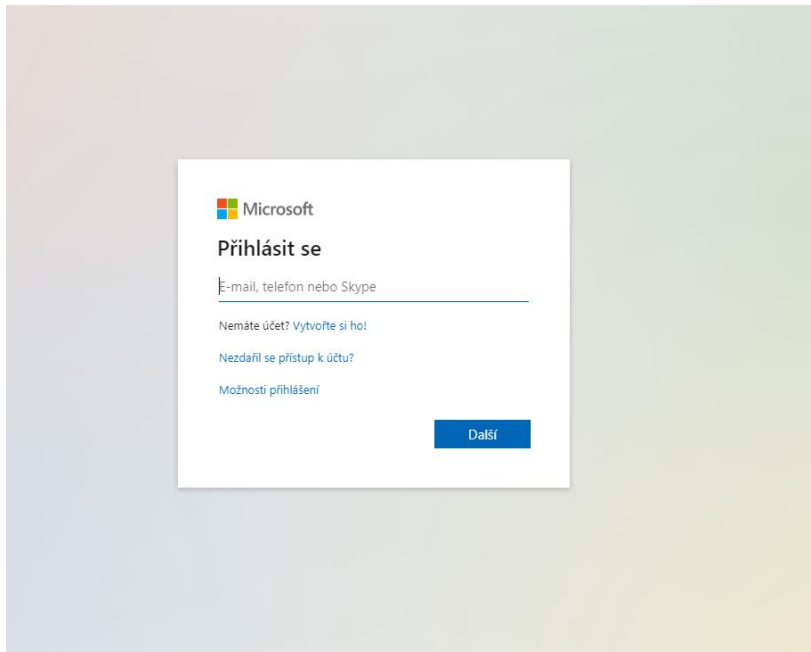 Microsoft
Přihlásit se
E-mail, telefon nebo Skype
Nemáte účet? Vytvořte si ho!
Nezdařil se přístup k účtu?
Možnosti přihlášení
Další